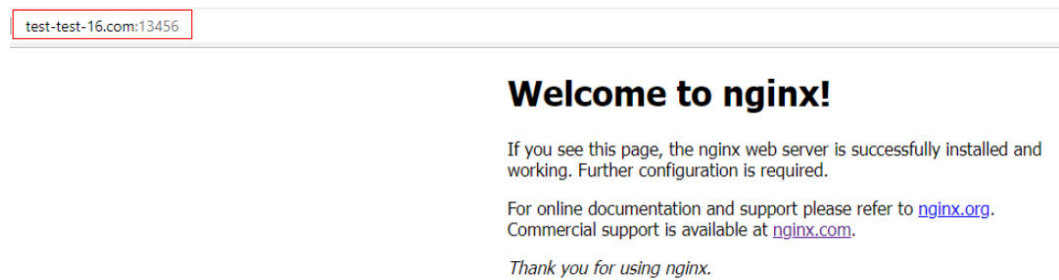 test-test-16.com:13456
Welcome to nginx!
If you see this page, the nginx web server is successfully installed and
working. Further configuration is required.
For online documentation and support please refer to nginx.org.
Commercial support is available at nginx.com.
Thank you for using nginx.